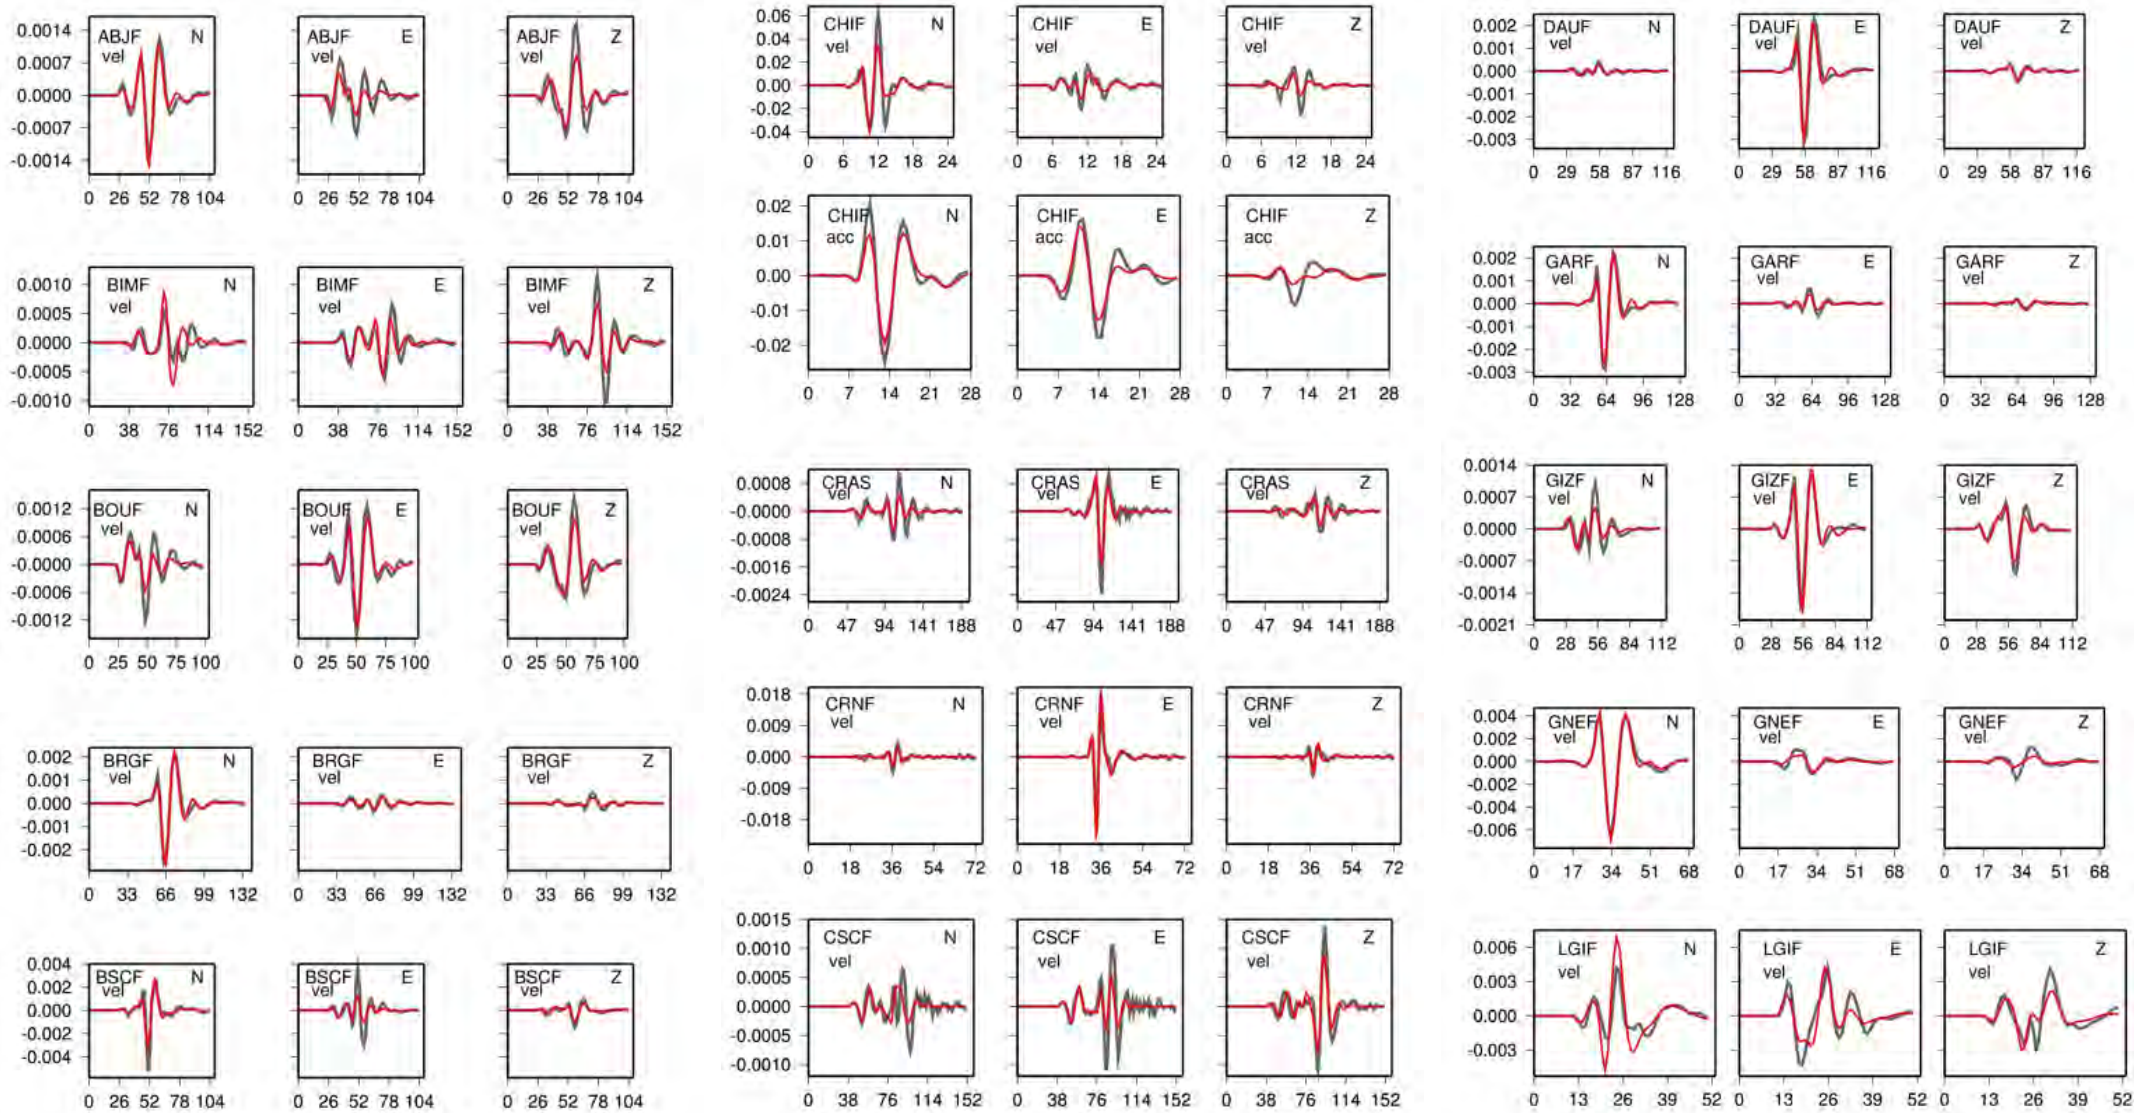 ABJF N
vel
0.0014
0.0007
0.0000
-0.0007
-0.0014
0 26 52 78 104
ABJF E
vel
0 26 52 78 104
ABJF Z
vel
0 26 52 78 104
BIMF N
vel
0.0010
0.0005
0.0000
-0.0005
-0.0010
0 38 76 114 152
BIMF E
vel
0 38 76 114 152
BIMF Z
vel
0 38 76 114 152
BOUF N
vel
0.0012
0.0006
-0.0000
-0.0006
-0.0012
0 25 50 75 100
BOUF E
vel
0 25 50 75 100
BOUF Z
vel
0 25 50 75 100
BRGF N
vel
0.002
0.001
0.000
-0.001
-0.002
0 33 66 99 132
BRGF E
vel
0 33 66 99 132
BRGF Z
vel
0 33 66 99 132
BSCF N
vel
0.004
0.002
0.000
-0.002
-0.004
0 26 52 78 104
BSCF E
vel
0 26 52 78 104
BSCF Z
vel
0 26 52 78 104
CHIF N
vel
0.06
0.04
0.02
0.00
-0.02
-0.04
0 6 12 18 24
CHIF E
vel
0 6 12 18 24
CHIF Z
vel
0 6 12 18 24
CHIF N
acc
0.02
0.01
0.00
-0.01
-0.02
0 7 14 21 28
CHIF E
acc
0 7 14 21 28
CHIF Z
acc
0 7 14 21 28
CRAS N
vel
0.0008
-0.0000
-0.0008
-0.0016
-0.0024
0 47 94 141 188
CRAS E
vel
0 47 94 141 188
CRAS Z
vel
0 47 94 141 188
CRNF N
vel
0.018
0.009
0.000
-0.009
-0.018
0 18 36 54 72
CRNF E
vel
0 18 36 54 72
CRNF Z
vel
0 18 36 54 72
CSCF N
vel
0.0015
0.0010
0.0005
0.0000
-0.0005
-0.0010
0 38 76 114 152
CSCF E
vel
0 38 76 114 152
CSCF Z
vel
0 38 76 114 152
DAUF N
vel
0.002
0.001
0.000
-0.001
-0.002
-0.003
0 29 58 87 116
DAUF E
vel
0 29 58 87 116
DAUF Z
vel
0 29 58 87 116
GARF N
vel
0.002
0.001
0.000
-0.001
-0.002
-0.003
0 32 64 96 128
GARF E
vel
0 32 64 96 128
GARF Z
vel
0 32 64 96 128
GIZF N
vel
0.0014
0.0007
0.0000
-0.0007
-0.0014
-0.0021
0 28 56 84 112
GIZF E
vel
0 28 56 84 112
GIZF Z
vel
0 28 56 84 112
GNEF N
vel
0.004
0.002
0.000
-0.002
-0.004
-0.006
0 17 34 51 68
GNEF E
vel
0 17 34 51 68
GNEF Z
vel
0 17 34 51 68
LGIF N
vel
0.006
0.003
0.000
-0.003
0 13 26 39 52
LGIF E
vel
0 13 26 39 52
LGIF Z
vel
0 13 26 39 52